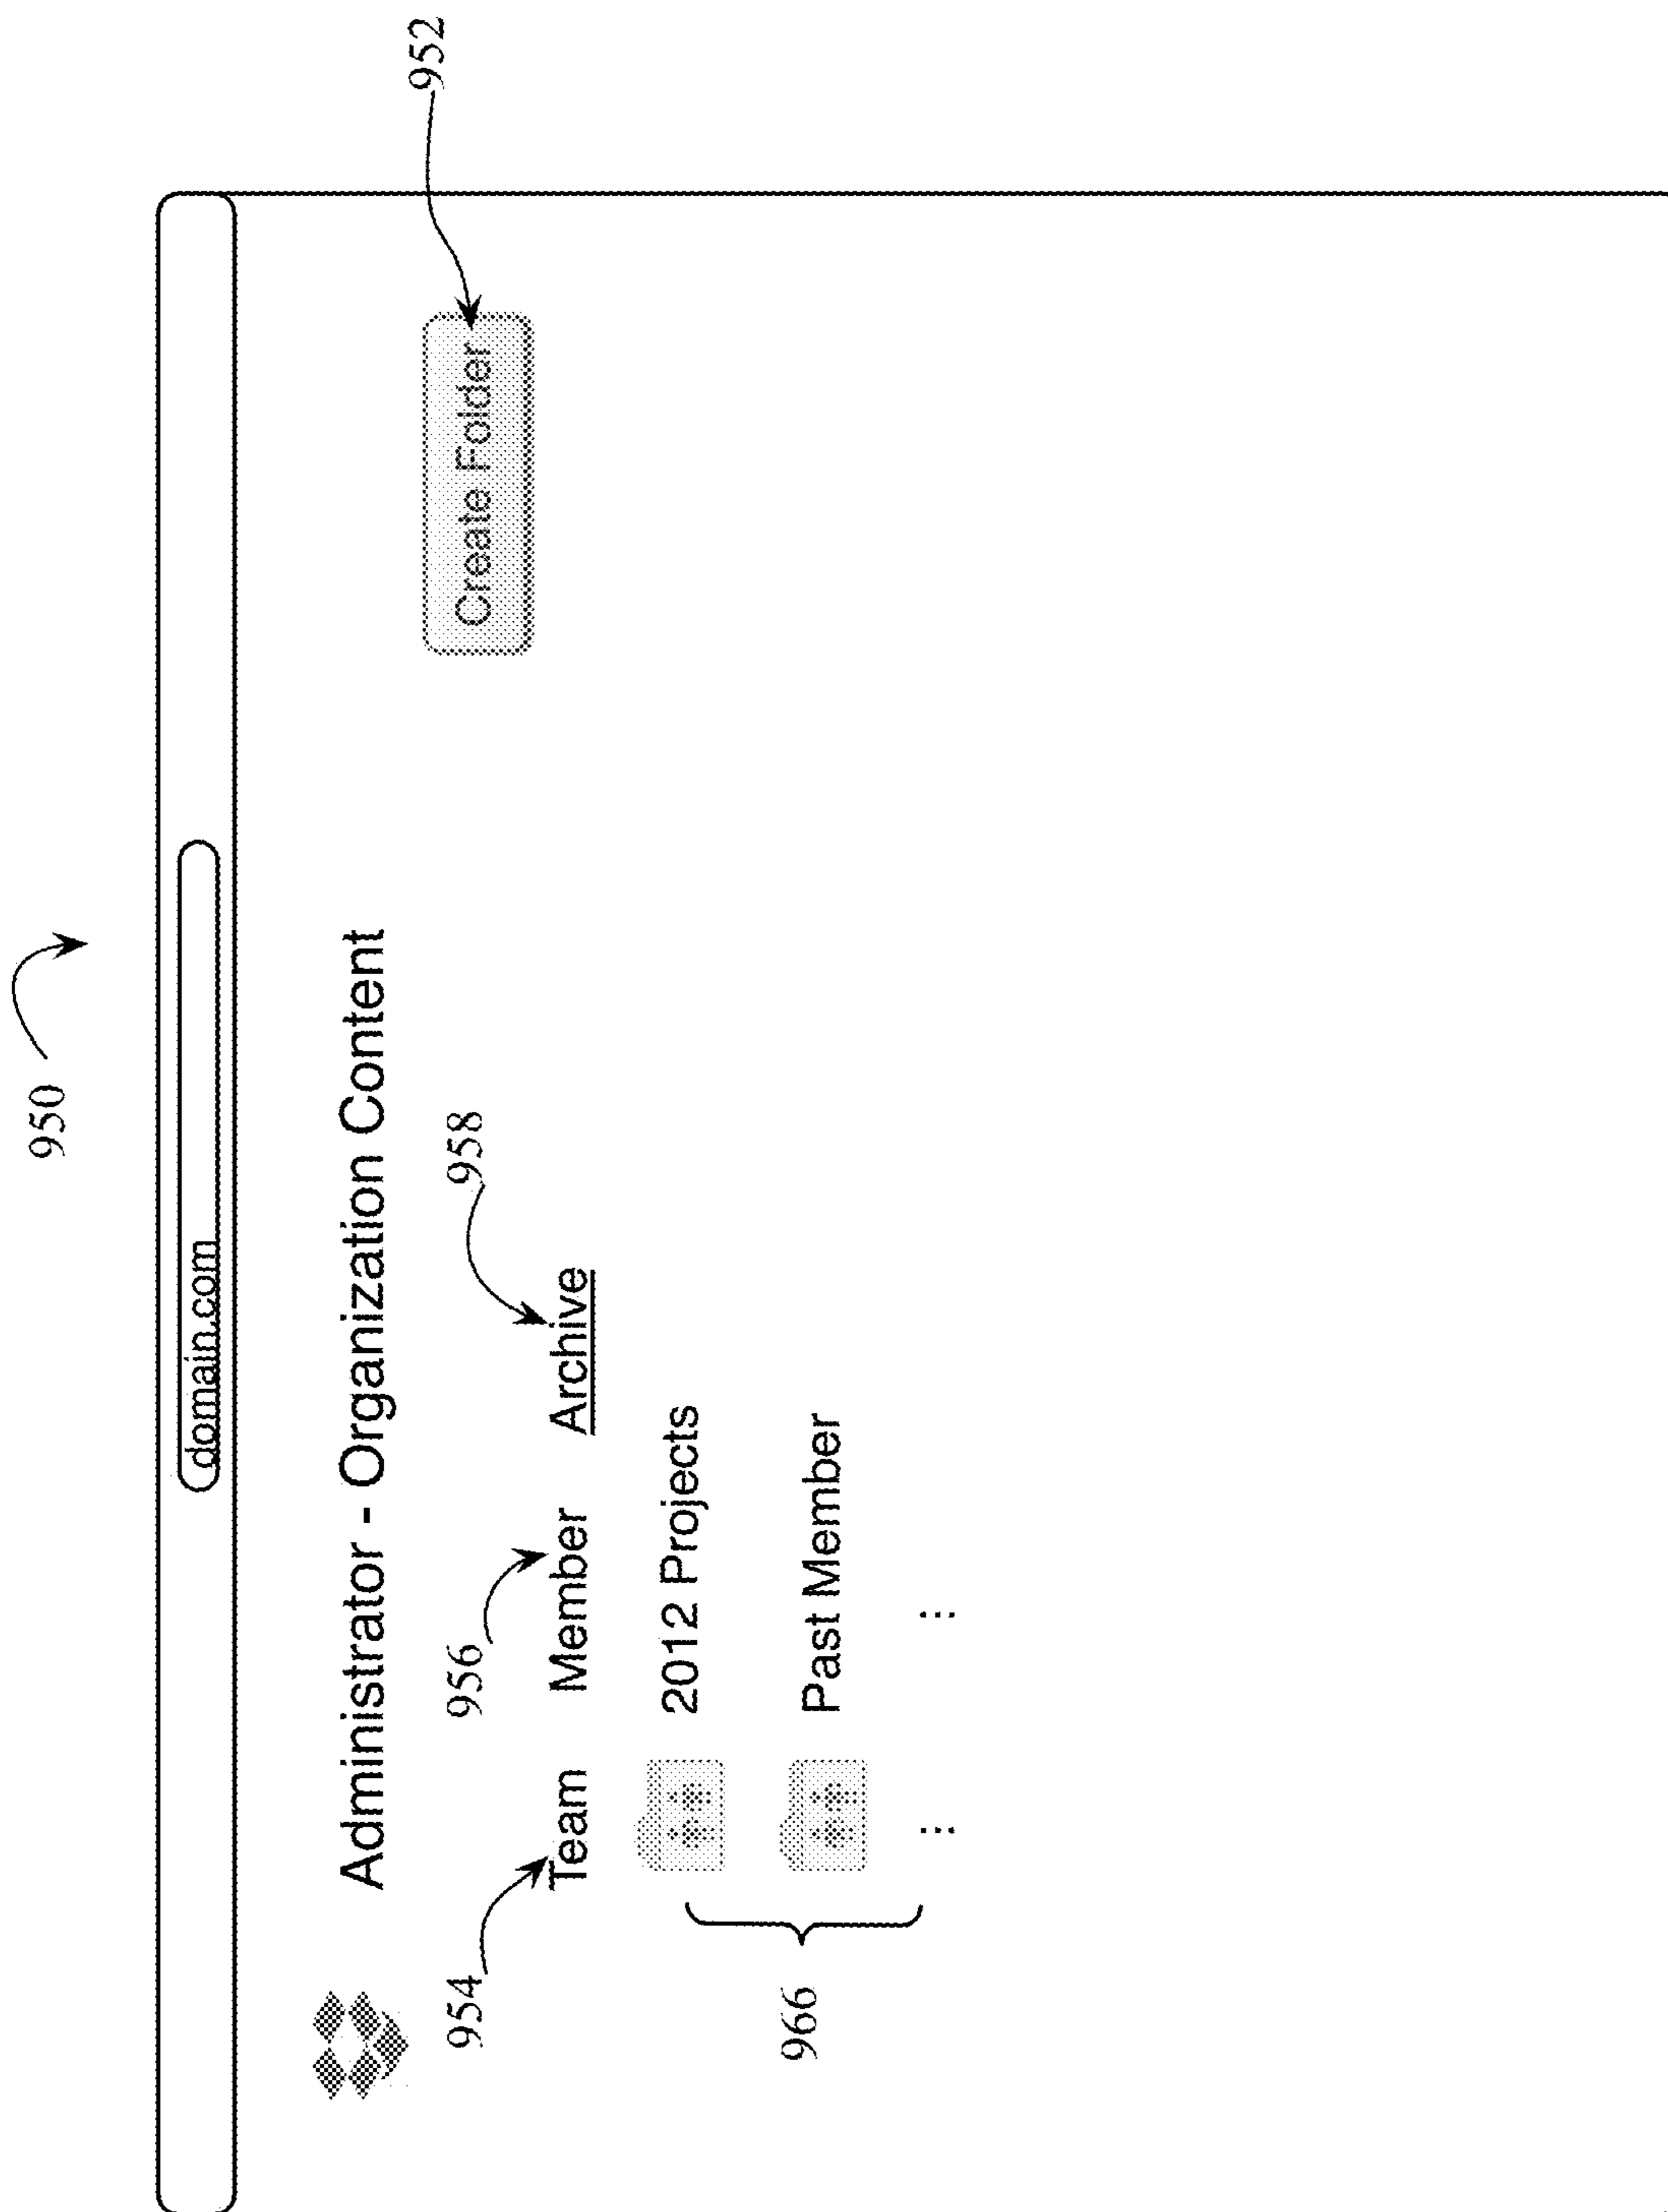 950
domain.com
952
Administrator - Organization Content
Create Folder
954 956 958
Team Member Archive
2012 Projects
966
Past Member
⋮ ⋮